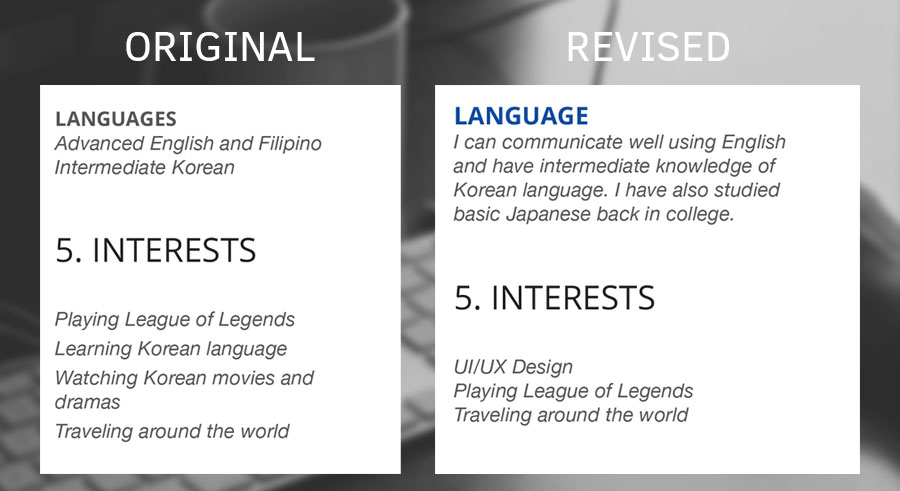 ORIGINAL
LANGUAGES
Advanced English and Filipino
Intermediate Korean
5. INTERESTS
Playing League of Legends
Learning Korean language
Watching Korean movies and
dramas
Traveling around the world
REVISED
LANGUAGE
I can communicate well using English
and have intermediate knowledge of
Korean language. I have also studied
basic Japanese back in college.
5. INTERESTS
UI/UX Design
Playing League of Legends
Traveling around the world